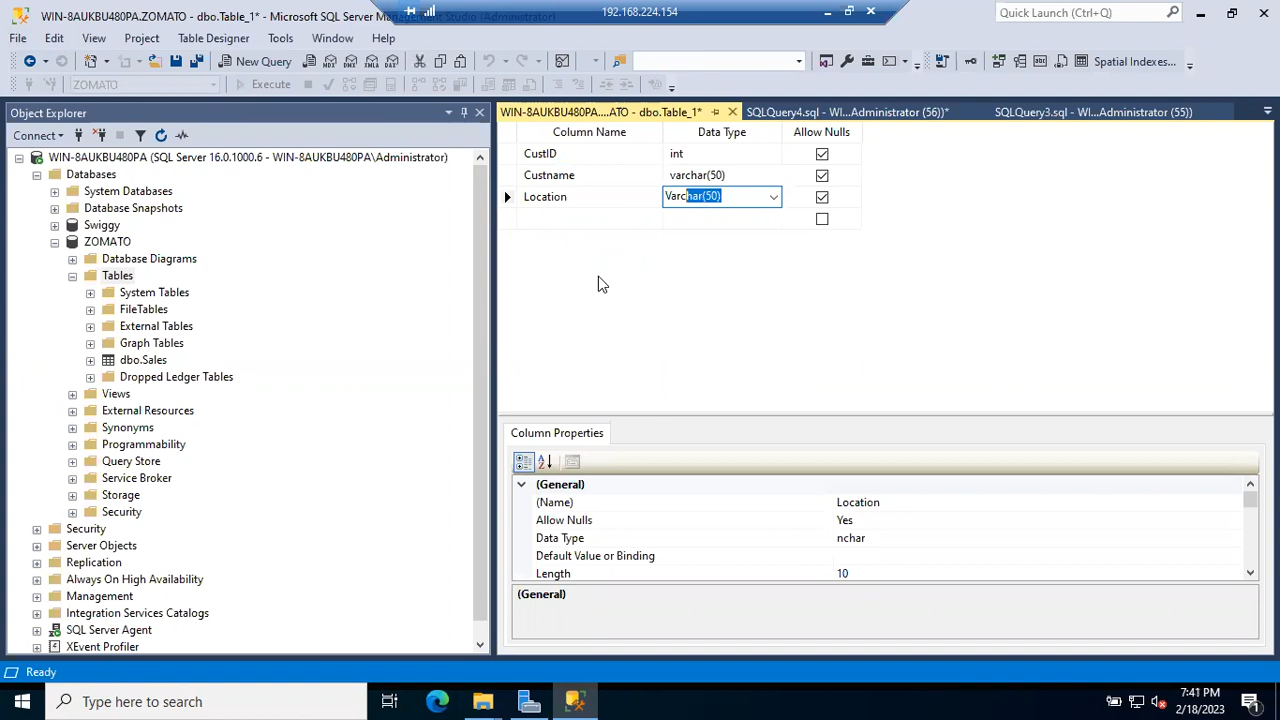 WIN-8AUKBU480PA.ZOMATO - dbo.Table_1* - Microsoft SQL Server Management Studio (Administrator)
192.168.224.154
Quick Launch (Ctrl+Q)
File Edit View Project Table Designer Tools Window Help
New Query
MDX DMX XMLA DAX
Spatial Indexes...
ZOMATO
Execute
Object Explorer
Connect
WIN-8AUKBU480PA (SQL Server 16.0.1000.6 - WIN-8AUKBU480PA\Administrator)
Databases
System Databases
Database Snapshots
Swiggy
ZOMATO
Database Diagrams
Tables
System Tables
FileTables
External Tables
Graph Tables
dbo.Sales
Dropped Ledger Tables
Views
External Resources
Synonyms
Programmability
Query Store
Service Broker
Storage
Security
Security
Server Objects
Replication
Always On High Availability
Management
Integration Services Catalogs
SQL Server Agent
XEvent Profiler
WIN-8AUKBU480PA....ATO - dbo.Table_1*
SQLQuery4.sql - WI...Administrator (56))*
SQLQuery3.sql - WI...Administrator (55))
Column Name Data Type Allow Nulls
CustID int
Custname varchar(50)
Location Varchar(50)
Column Properties
(General)
(Name) Location
Allow Nulls Yes
Data Type nchar
Default Value or Binding
Length 10
(General)
Ready
Type here to search
7:41 PM
2/18/2023
1